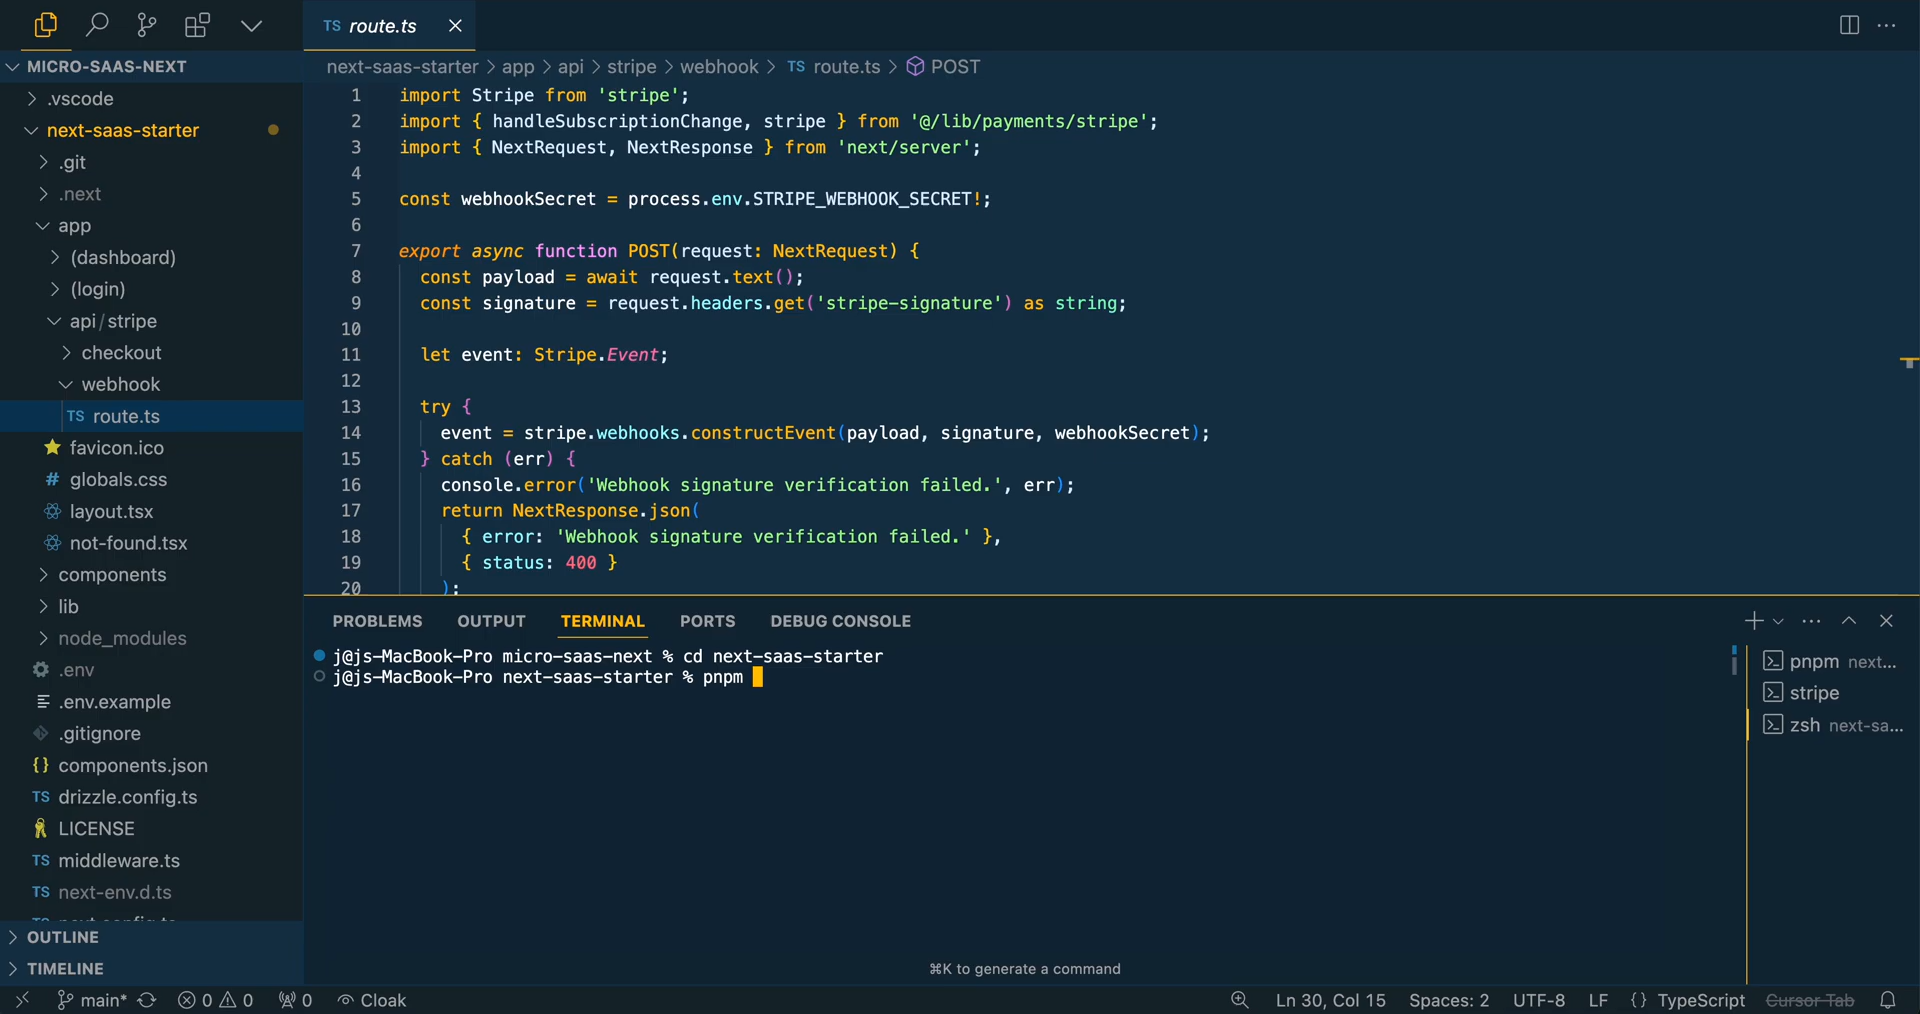 TS route.ts
MICRO-SAAS-NEXT
.vscode
next-saas-starter
.git
.next
app
(dashboard)
(login)
api/stripe
checkout
webhook
TS route.ts
favicon.ico
# globals.css
layout.tsx
not-found.tsx
components
lib
node_modules
.env
.env.example
.gitignore
{} components.json
TS drizzle.config.ts
LICENSE
TS middleware.ts
TS next-env.d.ts
OUTLINE
TIMELINE
next-saas-starter > app > api > stripe > webhook > TS route.ts > POST
1 import Stripe from 'stripe';
2 import { handleSubscriptionChange, stripe } from '@/lib/payments/stripe';
3 import { NextRequest, NextResponse } from 'next/server';
4
5 const webhookSecret = process.env.STRIPE_WEBHOOK_SECRET!;
6
7 export async function POST(request: NextRequest) {
8 const payload = await request.text();
9 const signature = request.headers.get('stripe-signature') as string;
10
11 let event: Stripe.Event;
12
13 try {
14 event = stripe.webhooks.constructEvent(payload, signature, webhookSecret);
15 } catch (err) {
16 console.error('Webhook signature verification failed.', err);
17 return NextResponse.json(
18 { error: 'Webhook signature verification failed.' },
19 { status: 400 }
20 );
PROBLEMS OUTPUT TERMINAL PORTS DEBUG CONSOLE
j@js-MacBook-Pro micro-saas-next % cd next-saas-starter
j@js-MacBook-Pro next-saas-starter % pnpm
pnpm next...
stripe
zsh next-sa...
⌘K to generate a command
main* 0 0 0 Cloak Ln 30, Col 15 Spaces: 2 UTF-8 LF {} TypeScript Cursor Tab